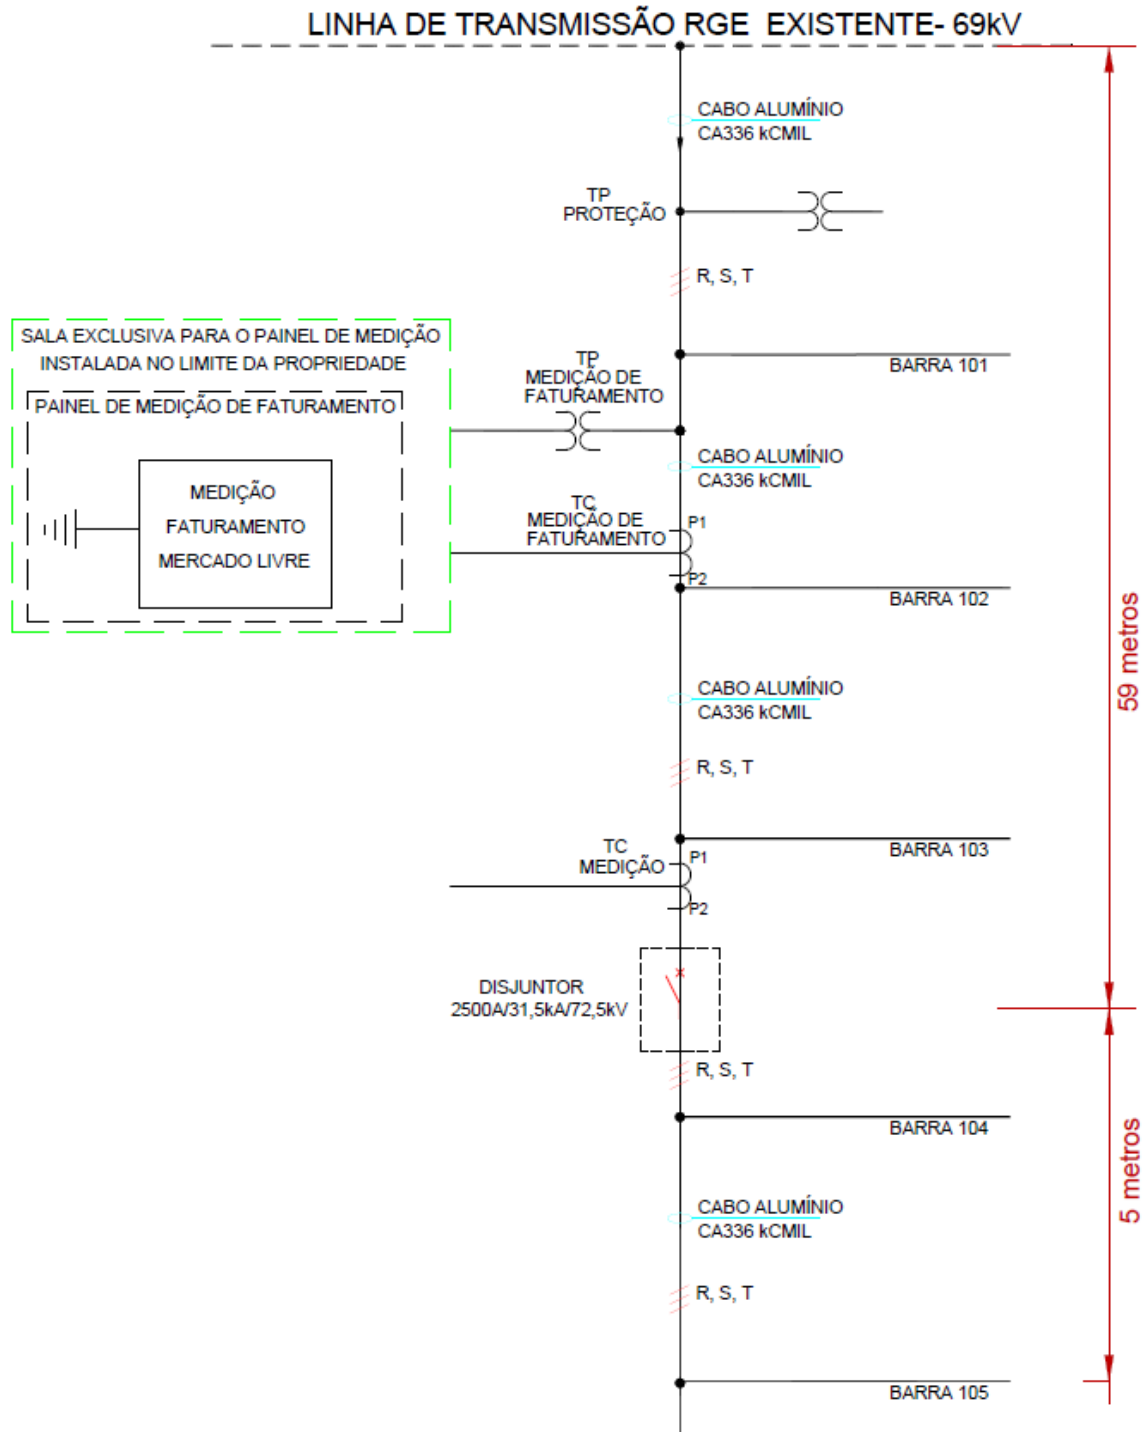 LINHA DE TRANSMISSÃO RGE EXISTENTE- 69kV
CABO ALUMÍNIO
CA336 kCMIL
TP
PROTEÇÃO
R, S, T
SALA EXCLUSIVA PARA O PAINEL DE MEDIÇÃO
INSTALADA NO LIMITE DA PROPRIEDADE
PAINEL DE MEDIÇÃO DE FATURAMENTO
MEDIÇÃO
FATURAMENTO
MERCADO LIVRE
TP
MEDIÇÃO DE
FATURAMENTO
BARRA 101
CABO ALUMÍNIO
CA336 kCMIL
TC
MEDIÇÃO DE
FATURAMENTO
P1
P2
BARRA 102
CABO ALUMÍNIO
CA336 kCMIL
59 metros
R, S, T
BARRA 103
TC
MEDIÇÃO
P1
P2
DISJUNTOR
2500A/31,5kA/72,5kV
R, S, T
BARRA 104
5 metros
CABO ALUMÍNIO
CA336 kCMIL
R, S, T
BARRA 105